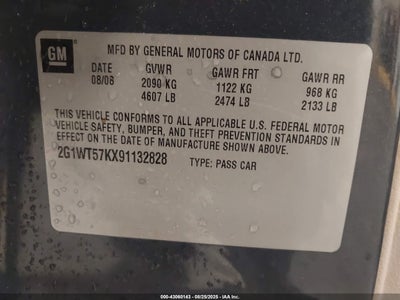 GM
MFD BY GENERAL MOTORS OF CANADA LTD.
DATE GVWR GAWR FRT GAWR RR
08/08 2090 KG 1122 KG 968 KG
4607 LB 2474 LB 2133 LB
THIS VEHICLE CONFORMS TO ALL APPLICABLE U.S. FEDERAL MOTOR
VEHICLE SAFETY, BUMPER, AND THEFT PREVENTION STANDARDS IN
EFFECT ON THE DATE OF MANUFACTURE SHOWN ABOVE.
2G1WT57KX91132828 TYPE: PASS CAR
000-43060143 - 08/25/2025 - IAA Inc.